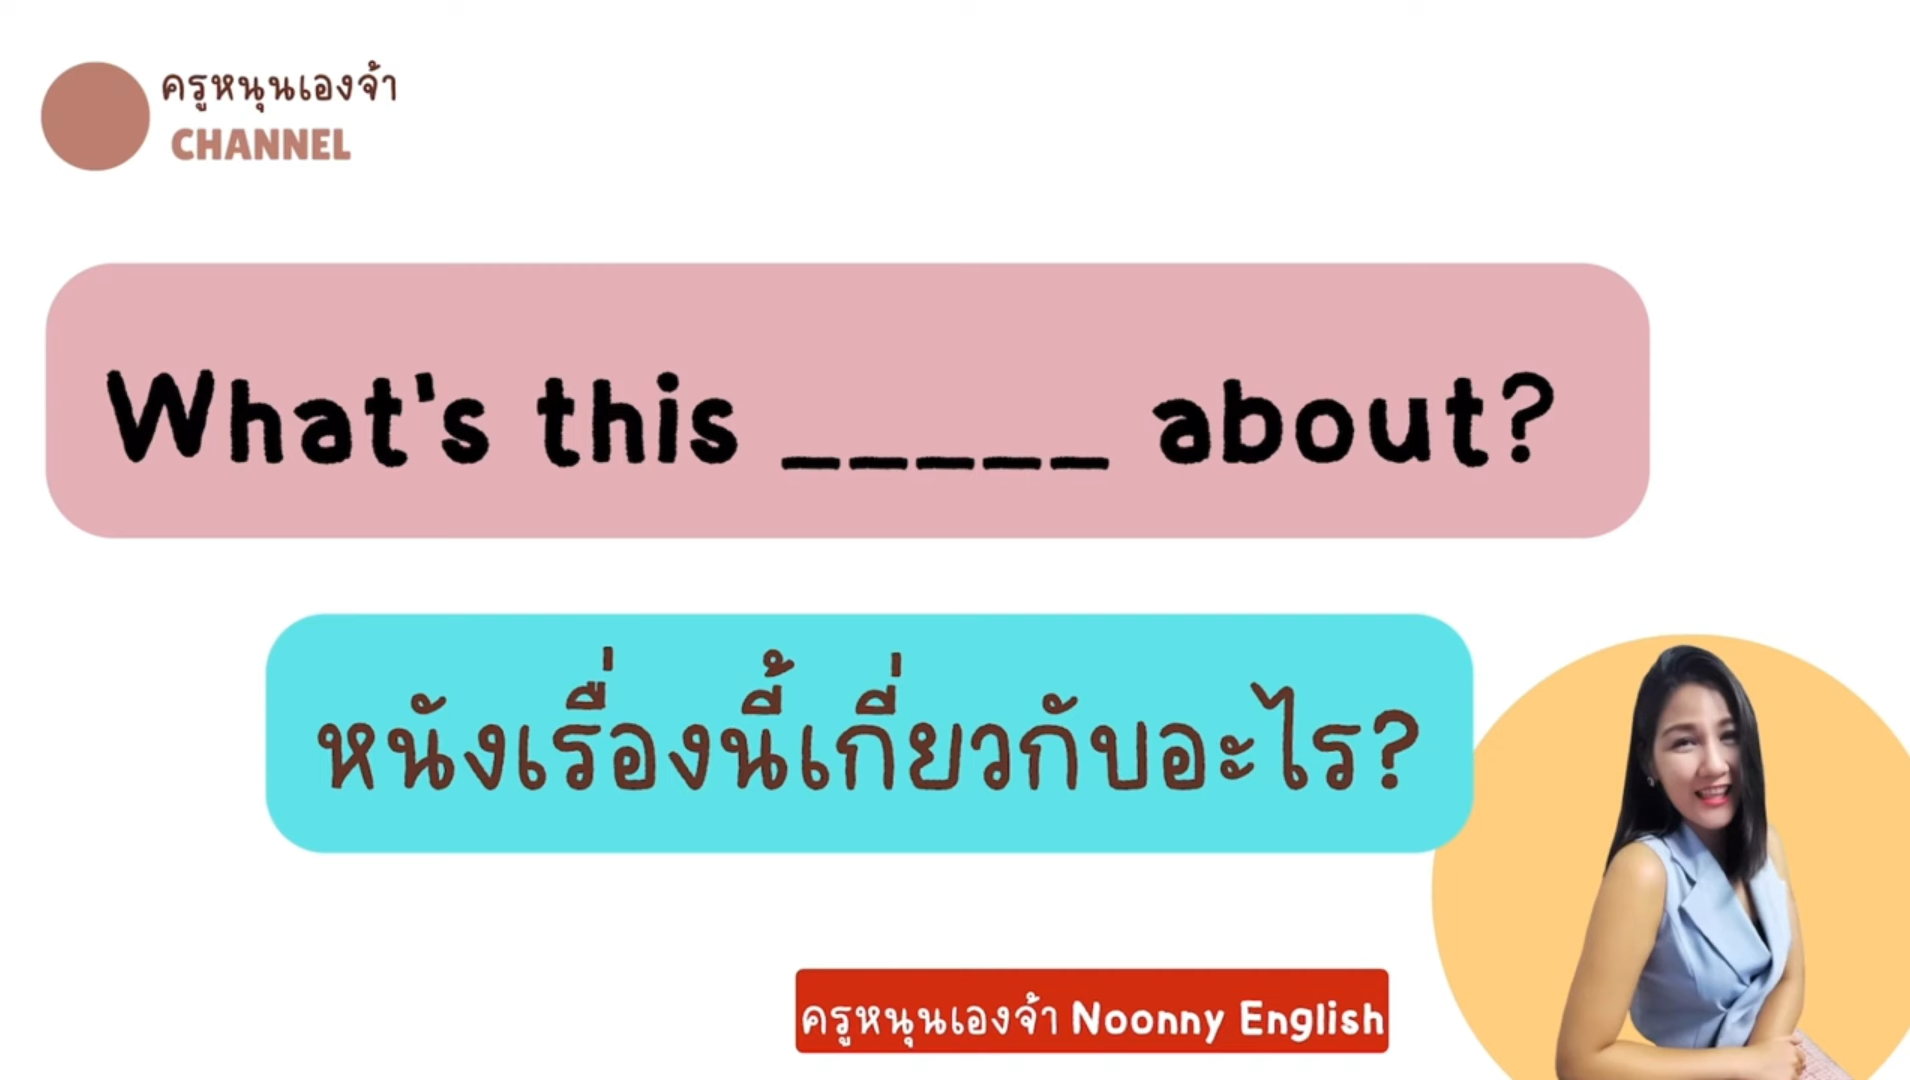 ครูหนุนเองจ้า
CHANNEL
What's this _____ about?
หนังเรื่องนี้เกี่ยวกับอะไร?
ครูหนุนเองจ้า Noonny English